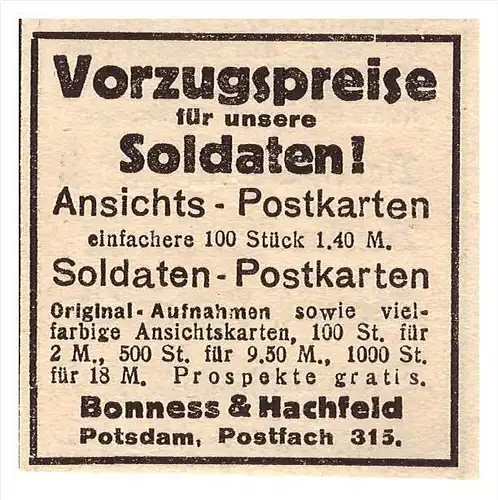 Vorzugspreise
für unsere
Soldaten!
Ansichts - Postkarten
einfachere 100 Stück 1.40 M.
Soldaten - Postkarten
Original - Aufnahmen sowie viel-
farbige Ansichtskarten, 100 St. für
2 M., 500 St. für 9.50 M., 1000 St.
für 18 M. Prospekte gratis.
Bonness & Hachfeld
Potsdam, Postfach 315.